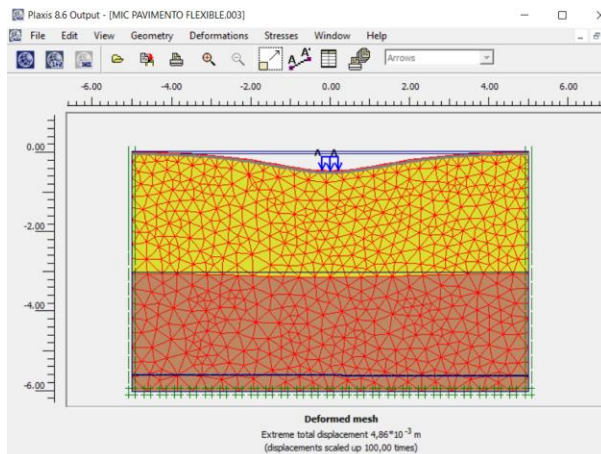 Plaxis 8.6 Output - [MIC PAVIMENTO FLEXIBLE.003]
File Edit View Geometry Deformations Stresses Window Help
Arrows
-6.00 -4.00 -2.00 0.00 2.00 4.00 6.00
0.00
A A
-2.00
-4.00
-6.00
Deformed mesh
Extreme total displacement 4,86*10-3 m
(displacements scaled up 100,00 times)